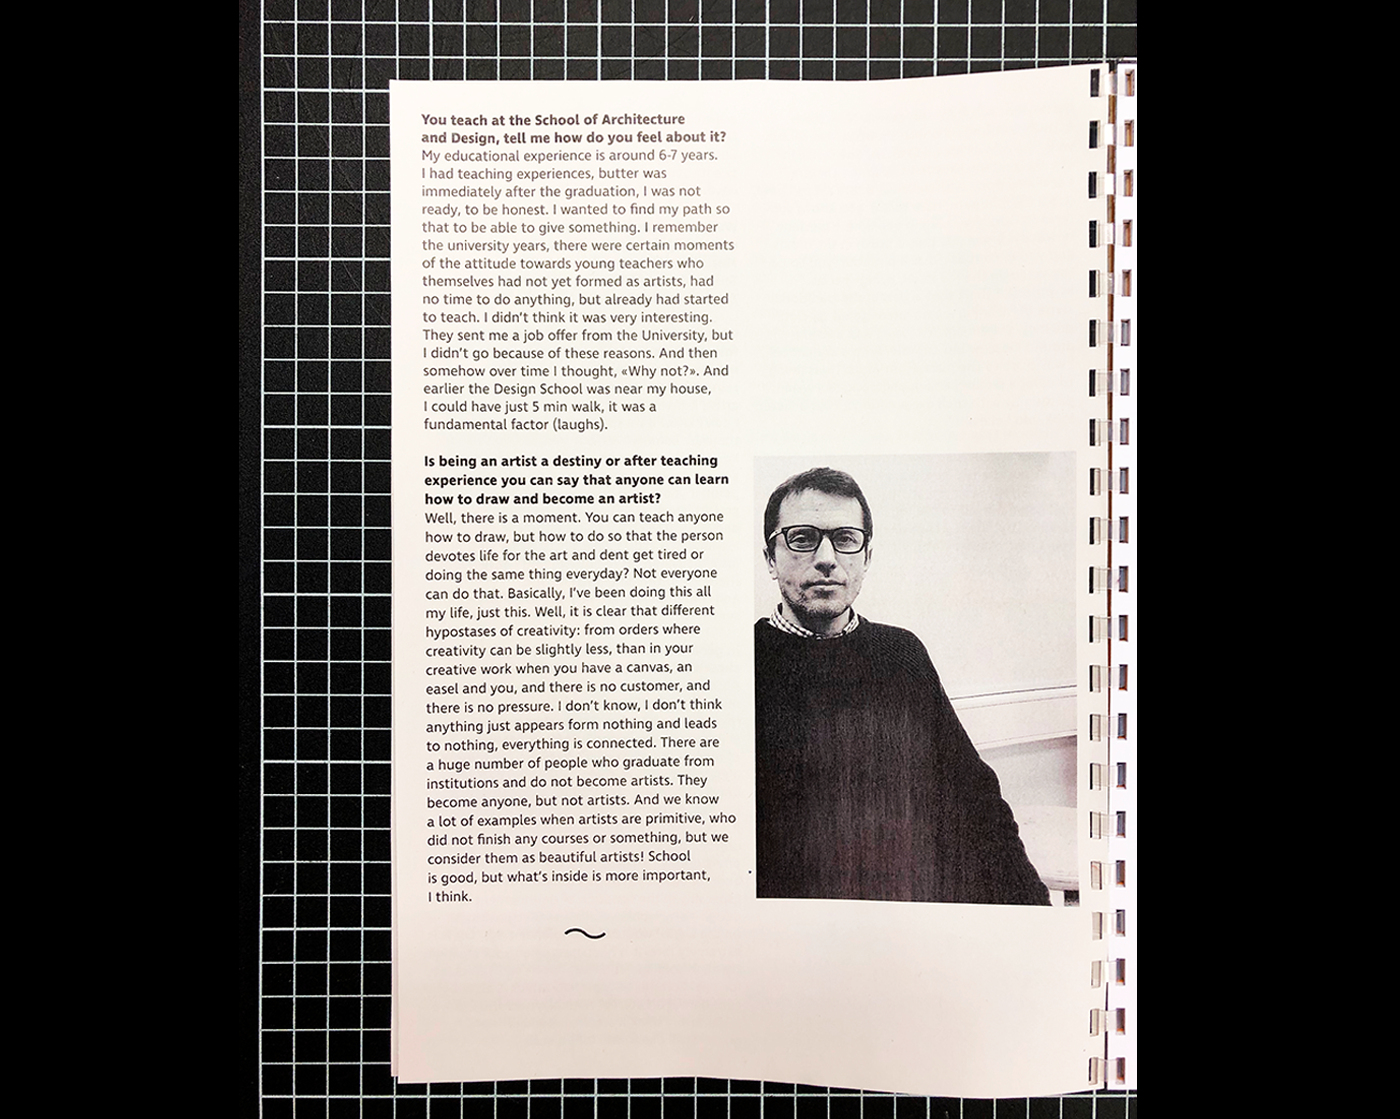 You teach at the School of Architecture
and Design, tell me how do you feel about it?
My educational experience is around 6-7 years.
I had teaching experiences, butter was
immediately after the graduation, I was not
ready, to be honest. I wanted to find my path so
that to be able to give something. I remember
the university years, there were certain moments
of the attitude towards young teachers who
themselves had not yet formed as artists, had
no time to do anything, but already had started
to teach. I didn't think it was very interesting.
They sent me a job offer from the University, but
I didn't go because of these reasons. And then
somehow over time I thought, «Why not?». And
earlier the Design School was near my house,
I could have just 5 min walk, it was a
fundamental factor (laughs).
Is being an artist a destiny or after teaching
experience you can say that anyone can learn
how to draw and become an artist?
Well, there is a moment. You can teach anyone
how to draw, but how to do so that the person
devotes life for the art and dent get tired or
doing the same thing everyday? Not everyone
can do that. Basically, I've been doing this all
my life, just this. Well, it is clear that different
hypostases of creativity: from orders where
creativity can be slightly less, than in your
creative work when you have a canvas, an
easel and you, and there is no customer, and
there is no pressure. I don't know, I don't think
anything just appears form nothing and leads
to nothing, everything is connected. There are
a huge number of people who graduate from
institutions and do not become artists. They
become anyone, but not artists. And we know
a lot of examples when artists are primitive, who
did not finish any courses or something, but we
consider them as beautiful artists! School
is good, but what's inside is more important,
I think.